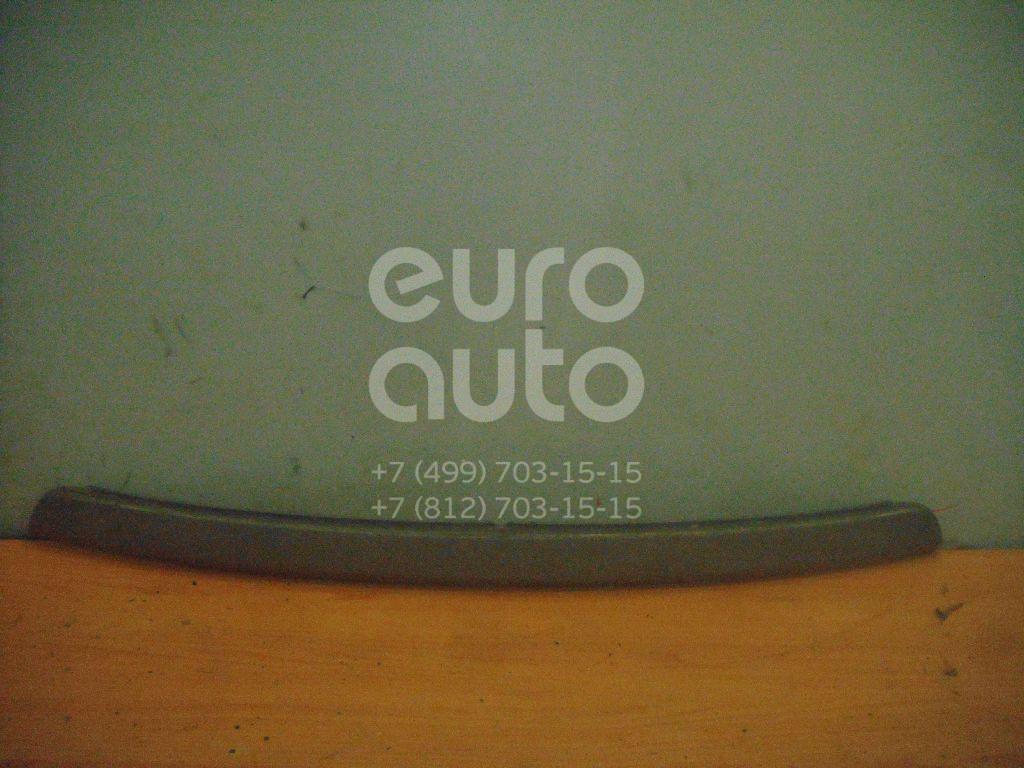 euro
auto
+7 (499) 703-15-15
+7 (812) 703-15-15